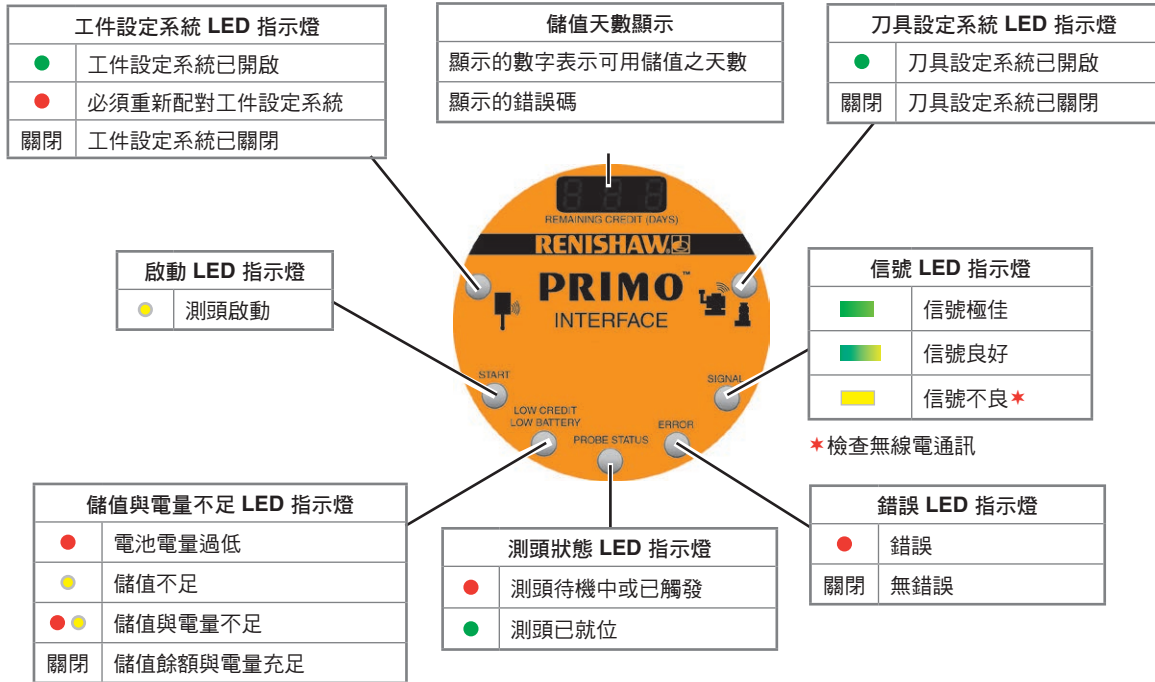 工件設定系統 LED 指示燈
工件設定系統已開啟
必須重新配對工件設定系統
關閉 工件設定系統已關閉
儲值天數顯示
顯示的數字表示可用儲值之天數
顯示的錯誤碼
刀具設定系統 LED 指示燈
刀具設定系統已開啟
關閉 刀具設定系統已關閉
REMAINING CREDIT (DAYS)
RENISHAW
PRIMO™
INTERFACE
START
SIGNAL
LOW CREDIT
LOW BATTERY
PROBE STATUS
ERROR
啟動 LED 指示燈
測頭啟動
信號 LED 指示燈
信號極佳
信號良好
信號不良✶
✶檢查無線電通訊
儲值與電量不足 LED 指示燈
電池電量過低
儲值不足
儲值與電量不足
關閉 儲值餘額與電量充足
測頭狀態 LED 指示燈
測頭待機中或已觸發
測頭已就位
錯誤 LED 指示燈
錯誤
關閉 無錯誤